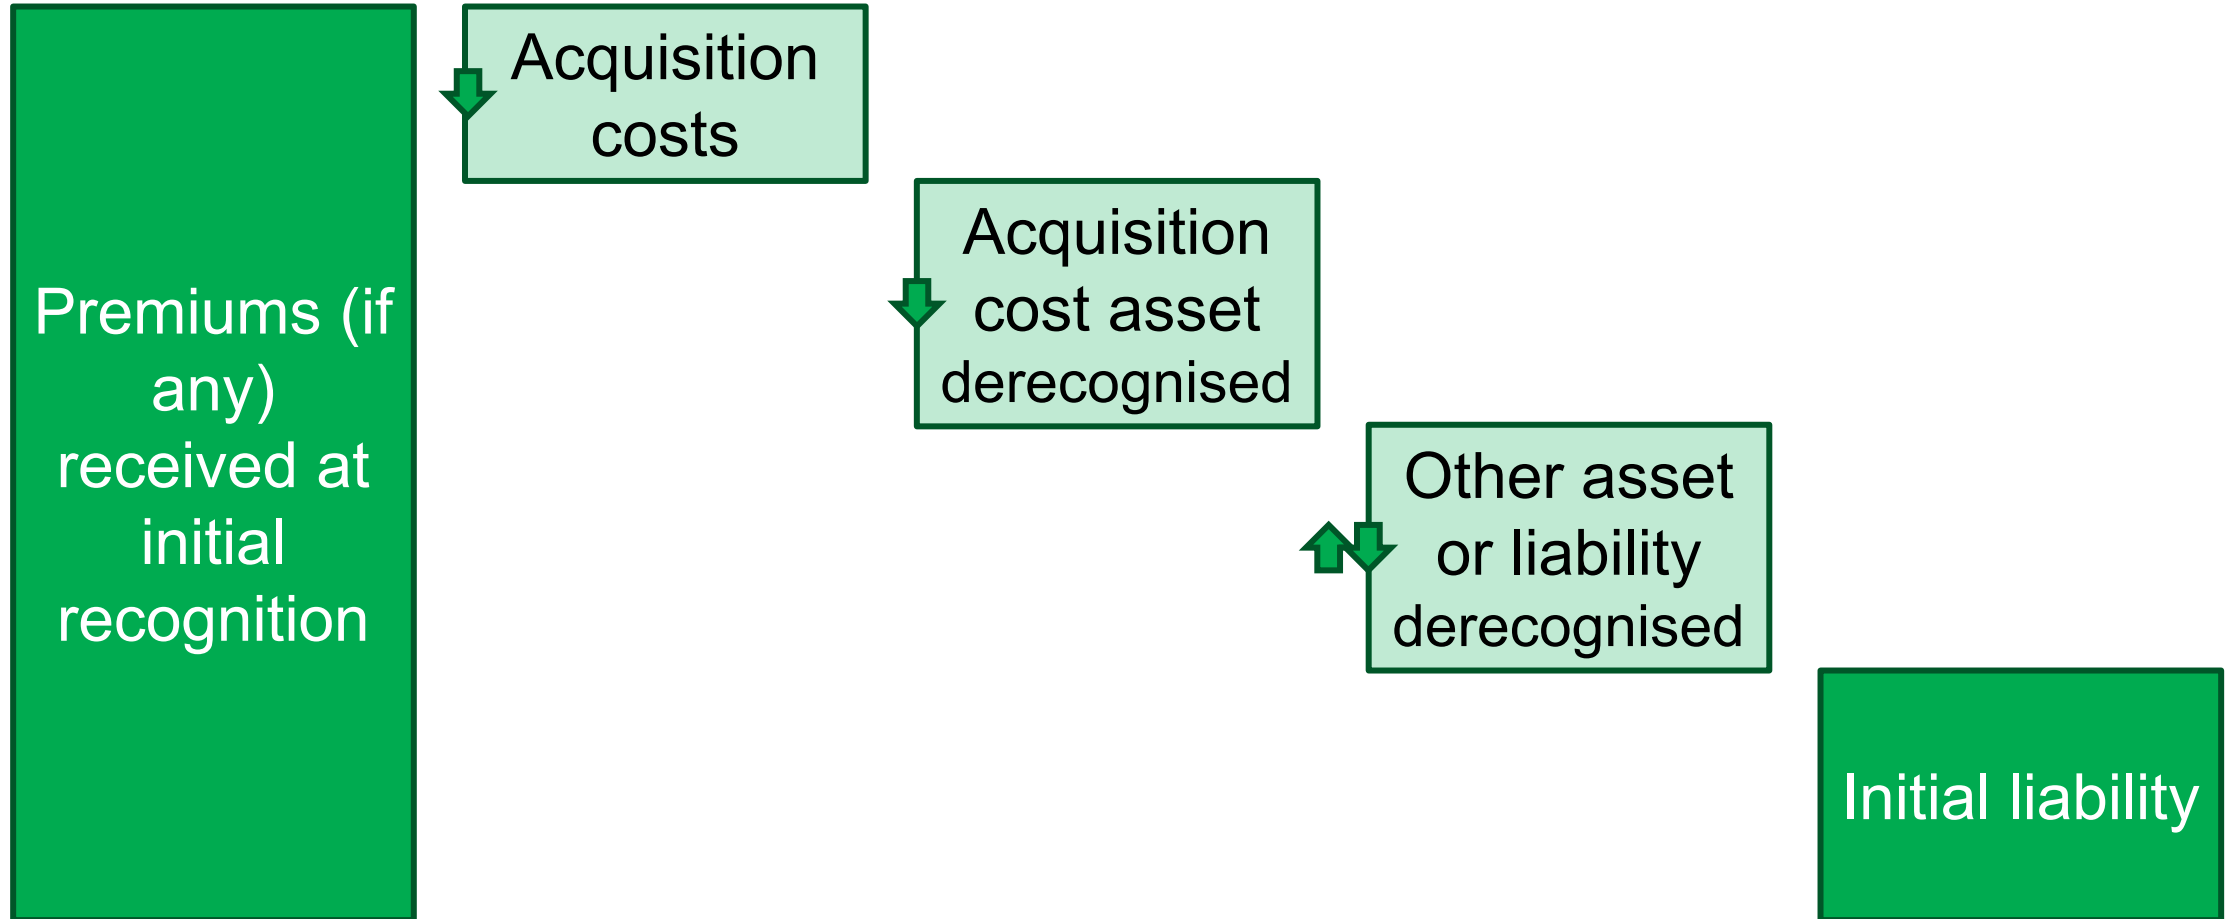 Premiums (if
any)
received at
initial
recognition
Acquisition
costs
Acquisition
cost asset
derecognised
Other asset
or liability
derecognised
Initial liability